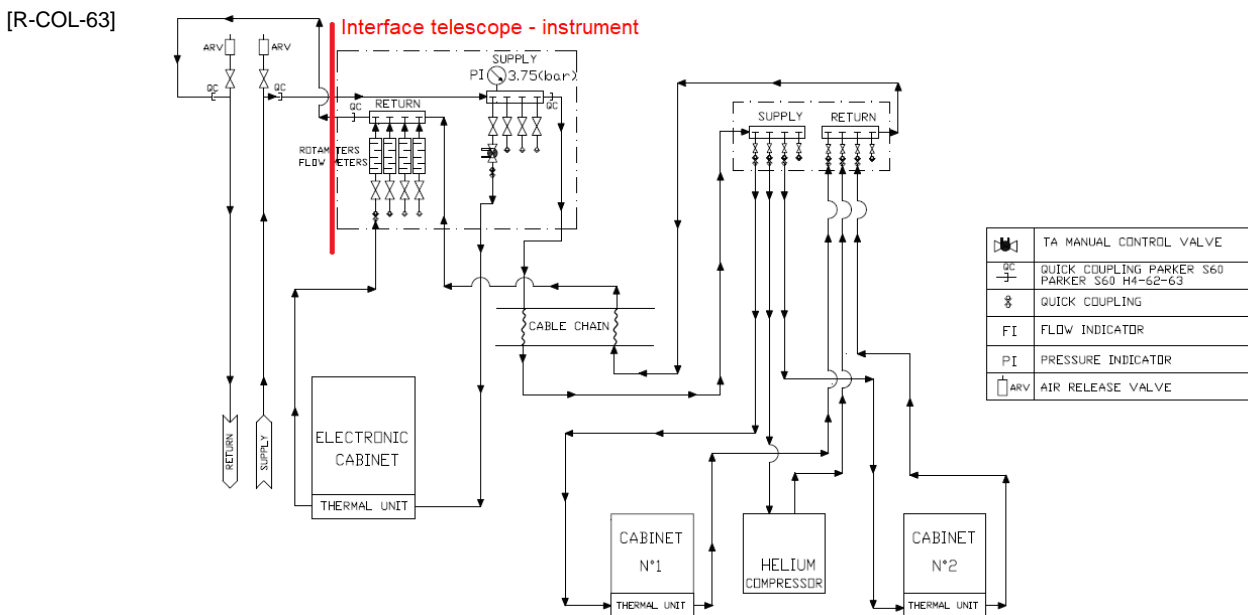 [R-COL-63]
Interface telescope - instrument
ARV
ARV
SUPPLY
PI
3.75(bar)
QC
QC
QC
QC
RETURN
ROTAMETERS
FLOW METERS
SUPPLY
RETURN
CABLE CHAIN
TA MANUAL CONTROL VALVE
QC
QUICK COUPLING PARKER S60
PARKER S60 H4-62-63
QUICK COUPLING
FI
FLOW INDICATOR
PI
PRESSURE INDICATOR
ARV
AIR RELEASE VALVE
RETURN
SUPPLY
ELECTRONIC
CABINET
THERMAL UNIT
CABINET
N°1
THERMAL UNIT
HELIUM
COMPRESSOR
CABINET
N°2
THERMAL UNIT